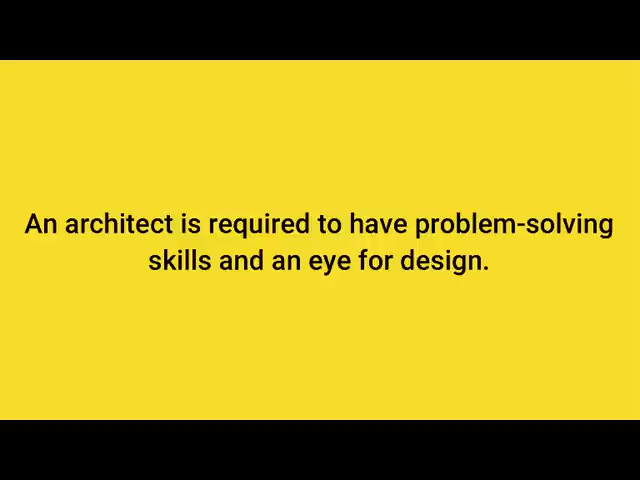 An architect is required to have problem-solving
skills and an eye for design.